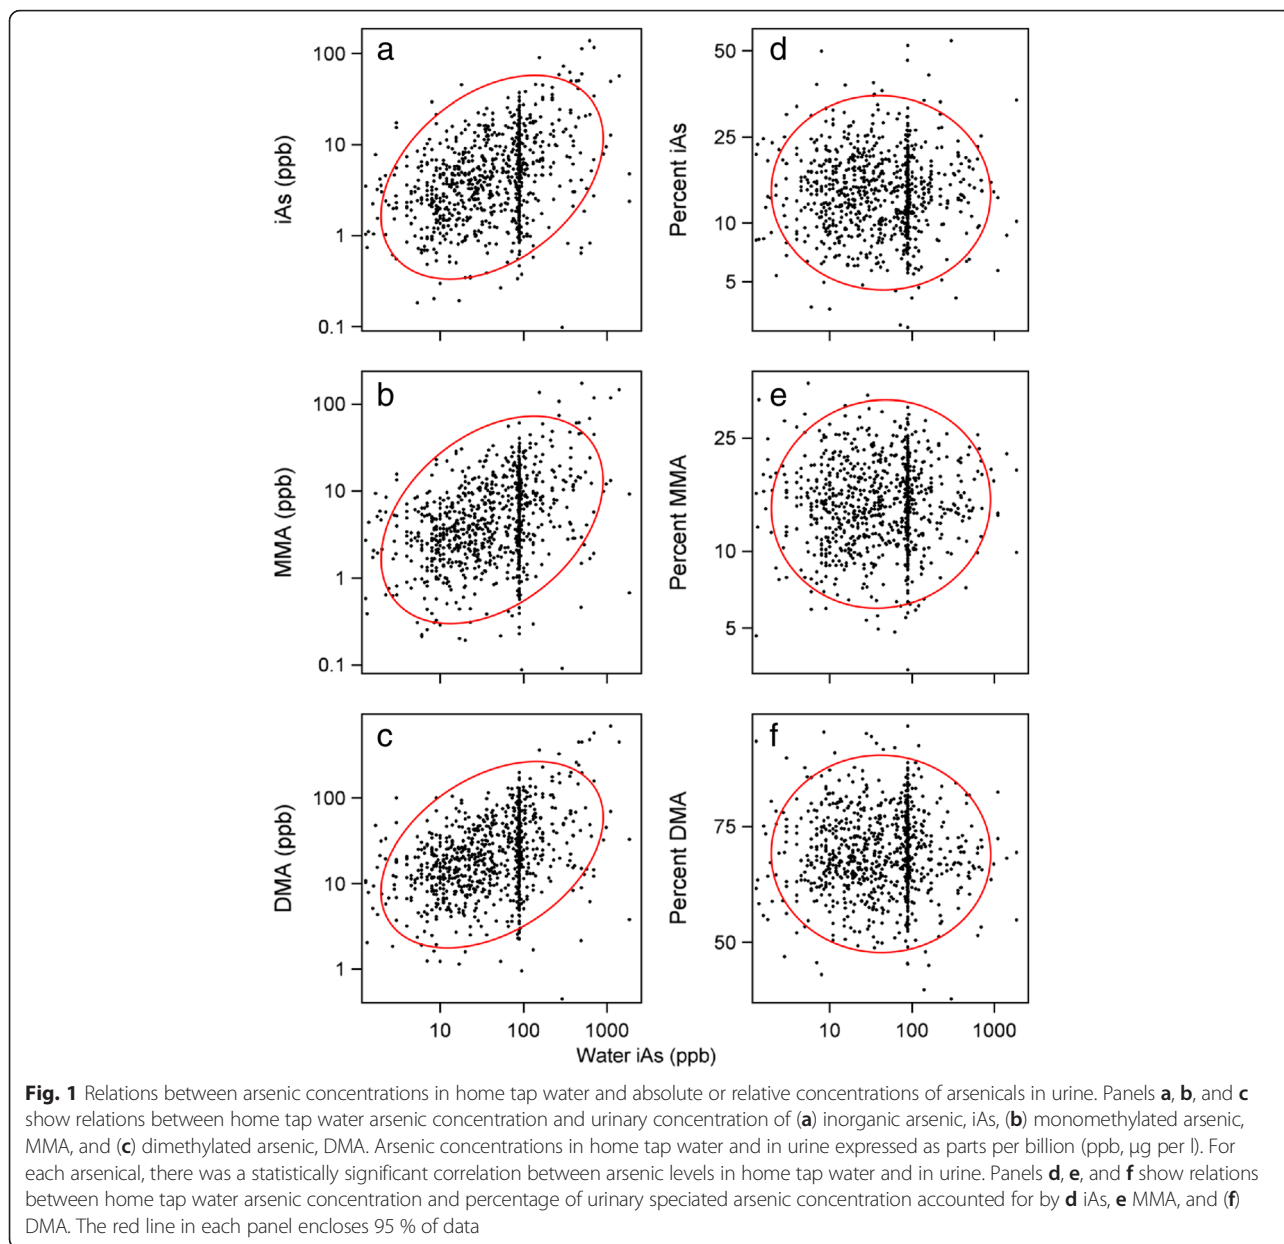 a
100
10
1
0.1
iAs (ppb)
d
50
25
10
5
Percent iAs
b
100
10
1
0.1
MMA (ppb)
e
25
10
5
Percent MMA
c
100
10
1
DMA (ppb)
10 100 1000
f
75
50
Percent DMA
10 100 1000
Water iAs (ppb)
Fig. 1 Relations between arsenic concentrations in home tap water and absolute or relative concentrations of arsenicals in urine. Panels a, b, and c
show relations between home tap water arsenic concentration and urinary concentration of (a) inorganic arsenic, iAs, (b) monomethylated arsenic,
MMA, and (c) dimethylated arsenic, DMA. Arsenic concentrations in home tap water and in urine expressed as parts per billion (ppb, μg per l). For
each arsenical, there was a statistically significant correlation between arsenic levels in home tap water and in urine. Panels d, e, and f show relations
between home tap water arsenic concentration and percentage of urinary speciated arsenic concentration accounted for by d iAs, e MMA, and (f)
DMA. The red line in each panel encloses 95 % of data